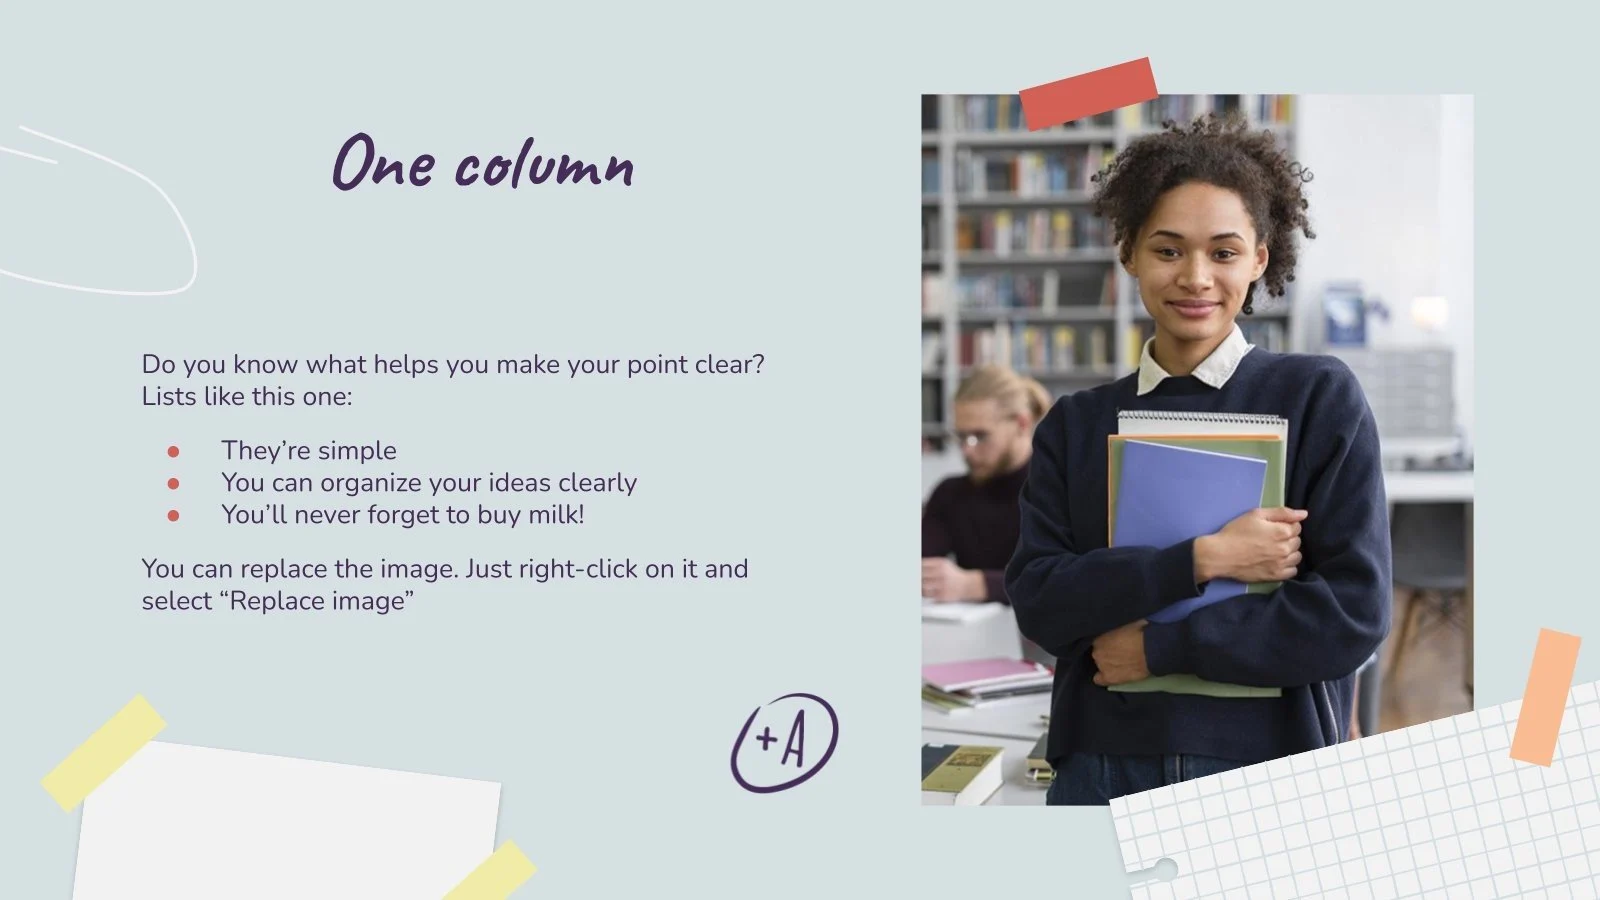 One column
Do you know what helps you make your point clear?
Lists like this one:
● They’re simple
● You can organize your ideas clearly
● You’ll never forget to buy milk!
You can replace the image. Just right-click on it and
select “Replace image”
+A